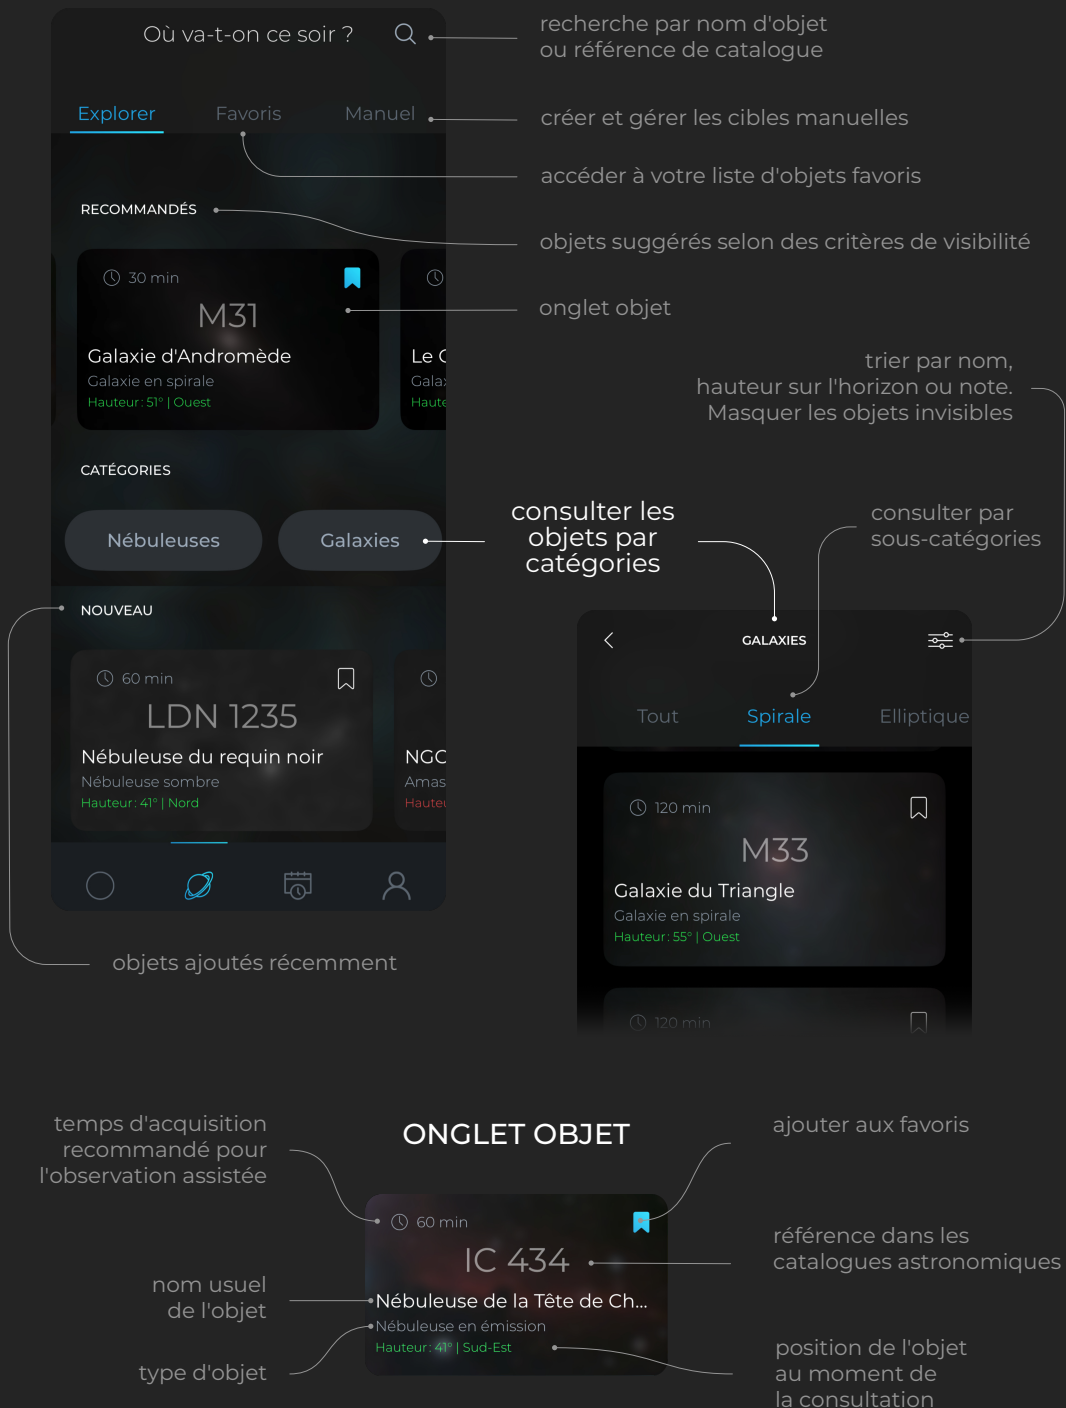 Où va-t-on ce soir ?
recherche par nom d'objet
ou référence de catalogue
Explorer
Favoris
Manuel
créer et gérer les cibles manuelles
accéder à votre liste d'objets favoris
RECOMMANDÉS
objets suggérés selon des critères de visibilité
30 min
M31
Galaxie d'Andromède
Galaxie en spirale
Hauteur : 51° | Ouest
Le
Gala
Haute
onglet objet
trier par nom,
hauteur sur l'horizon ou note.
Masquer les objets invisibles
CATÉGORIES
Nébuleuses
Galaxies
consulter les
objets par
catégories
consulter par
sous-catégories
NOUVEAU
60 min
LDN 1235
Nébuleuse du requin noir
Nébuleuse sombre
Hauteur : 41° | Nord
NGC
Amas
Hauteu
objets ajoutés récemment
GALAXIES
Tout
Spirale
Elliptique
120 min
M33
Galaxie du Triangle
Galaxie en spirale
Hauteur : 55° | Ouest
120 min
ONGLET OBJET
temps d'acquisition
recommandé pour
l'observation assistée
ajouter aux favoris
60 min
IC 434
référence dans les
catalogues astronomiques
nom usuel
de l'objet
Nébuleuse de la Tête de Ch...
Nébuleuse en émission
Hauteur : 41° | Sud-Est
type d'objet
position de l'objet
au moment de
la consultation